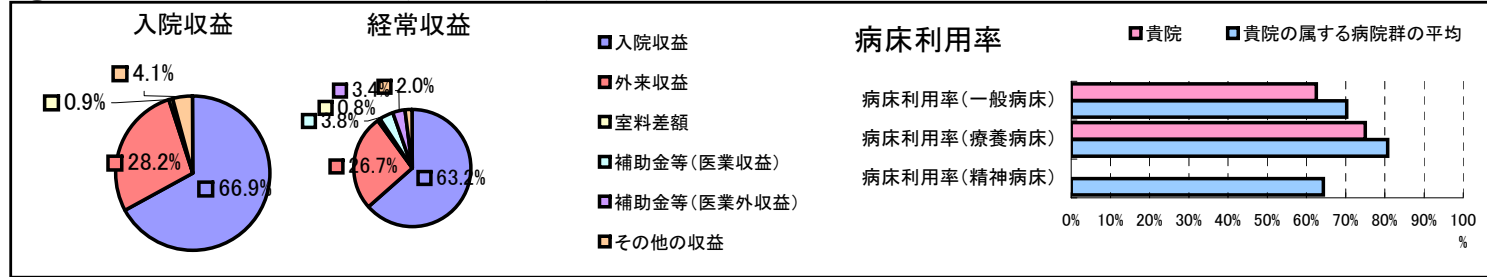 入院収益
4.1%
0.9%
28.2%
66.9%
経常収益
3.4%
2.0%
0.8%
3.8%
26.7%
63.2%
入院収益
外来収益
室料差額
補助金等(医業収益)
補助金等(医業外収益)
その他の収益
病床利用率
貴院
貴院の属する病院群の平均
病床利用率(一般病床)
病床利用率(療養病床)
病床利用率(精神病床)
0% 10% 20% 30% 40% 50% 60% 70% 80% 90% 100
%